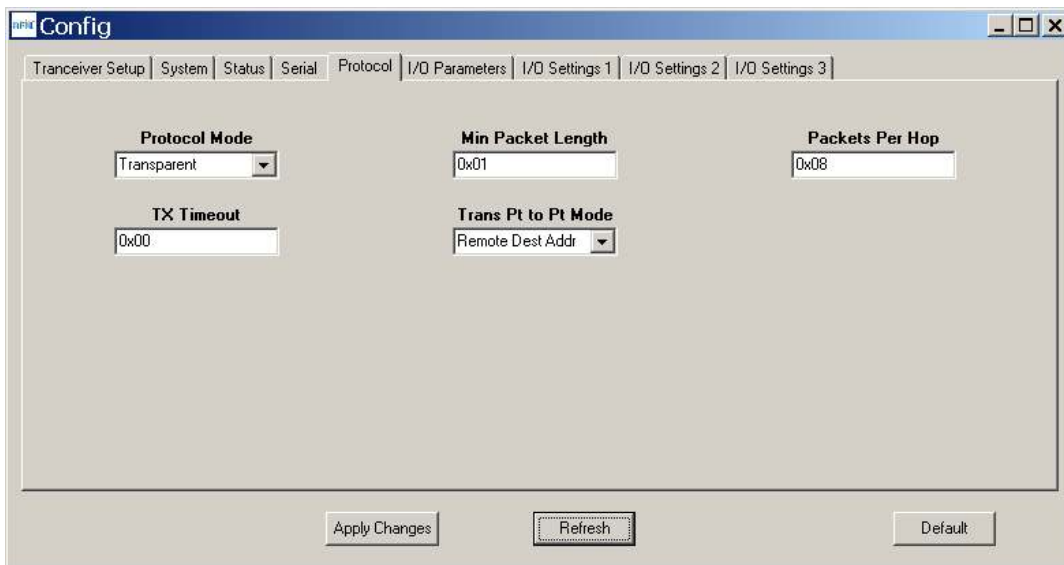 RFM Config
Tranceiver Setup System Status Serial Protocol I/O Parameters I/O Settings 1 I/O Settings 2 I/O Settings 3
Protocol Mode Min Packet Length Packets Per Hop
Transparent 0x01 0x08
TX Timeout Trans Pt to Pt Mode
0x00 Remote Dest Addr
Apply Changes Refresh Default